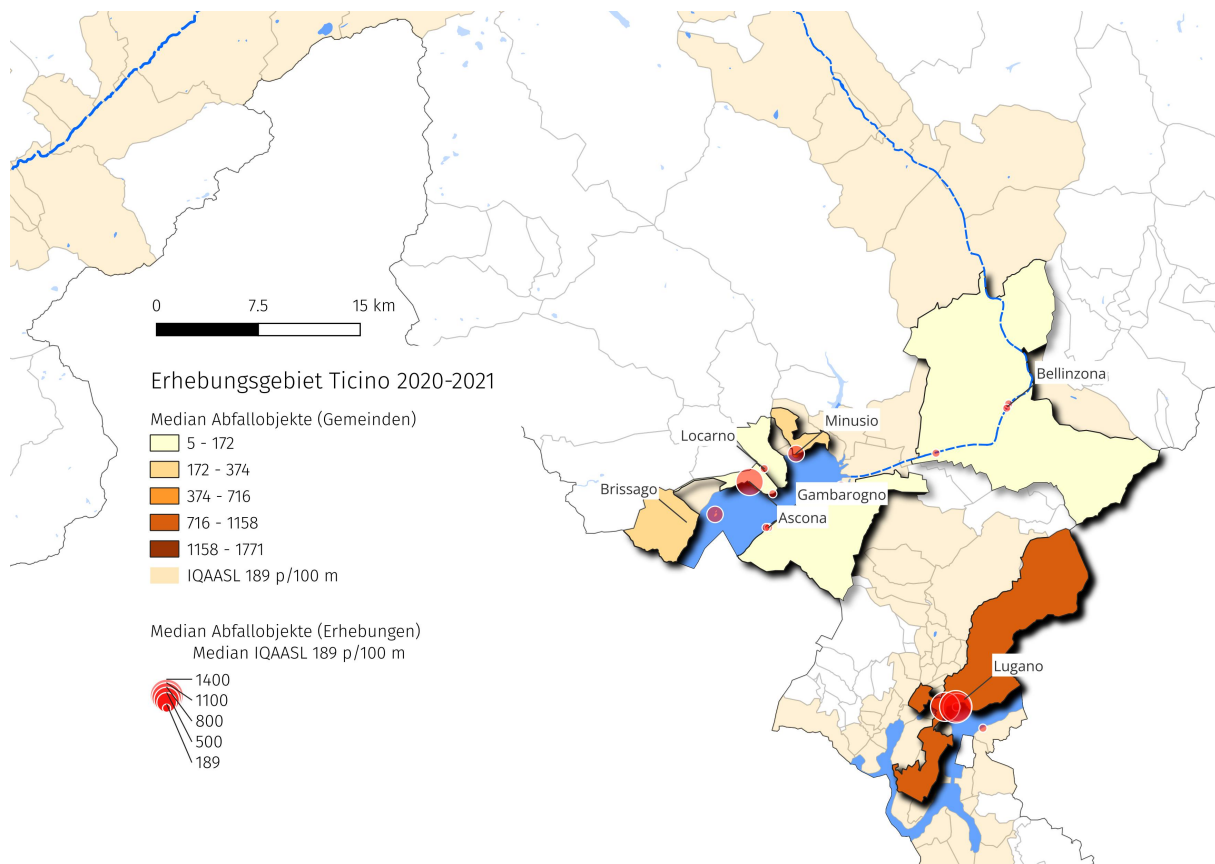 0 7.5 15 km
Erhebungsgebiet Ticino 2020-2021
Median Abfallobjekte (Gemeinden)
5 - 172
172 - 374
374 - 716
716 - 1158
1158 - 1771
IQAASL 189 p/100 m
Median Abfallobjekte (Erhebungen)
Median IQAASL 189 p/100 m
1400
1100
800
500
189
Bellinzona
Minusio
Locarno
Brissago
Gambarogno
Ascona
Lugano